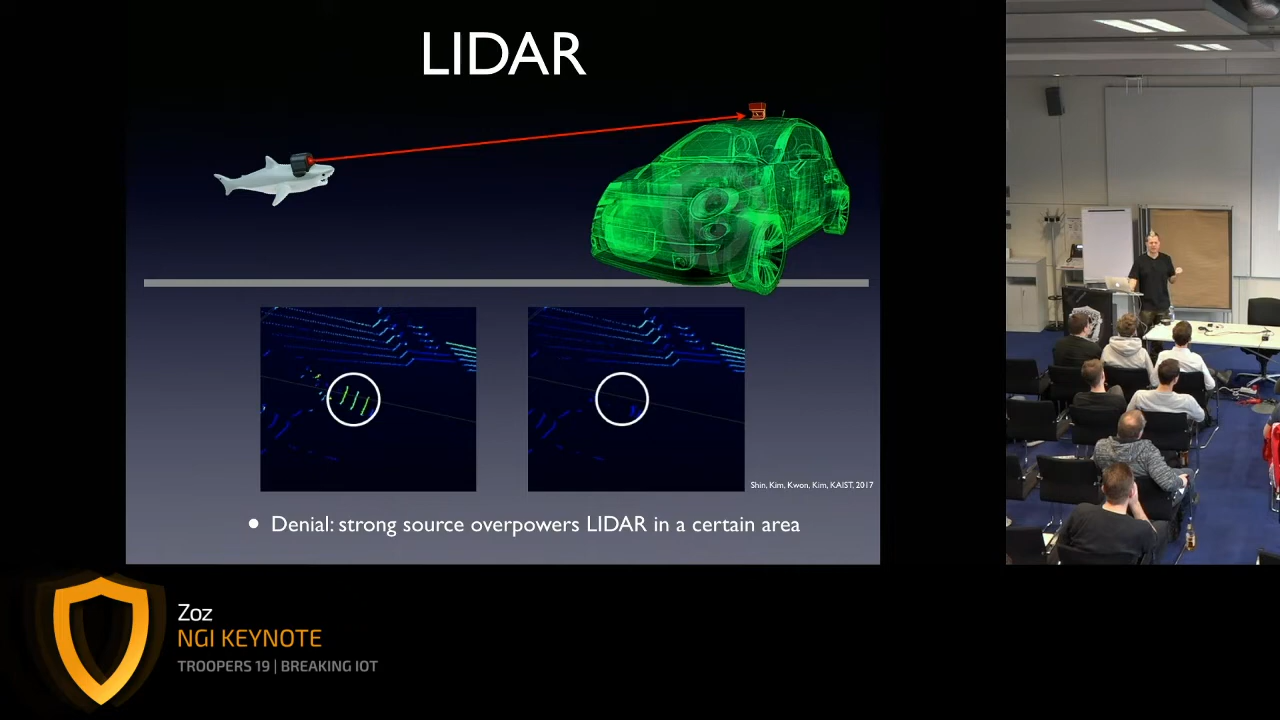 LIDAR
Shin, Kim, Kwon, Kim, KAIST, 2017
• Denial: strong source overpowers LIDAR in a certain area
Zoz
NGI KEYNOTE
TROOPERS 19 | BREAKING IOT